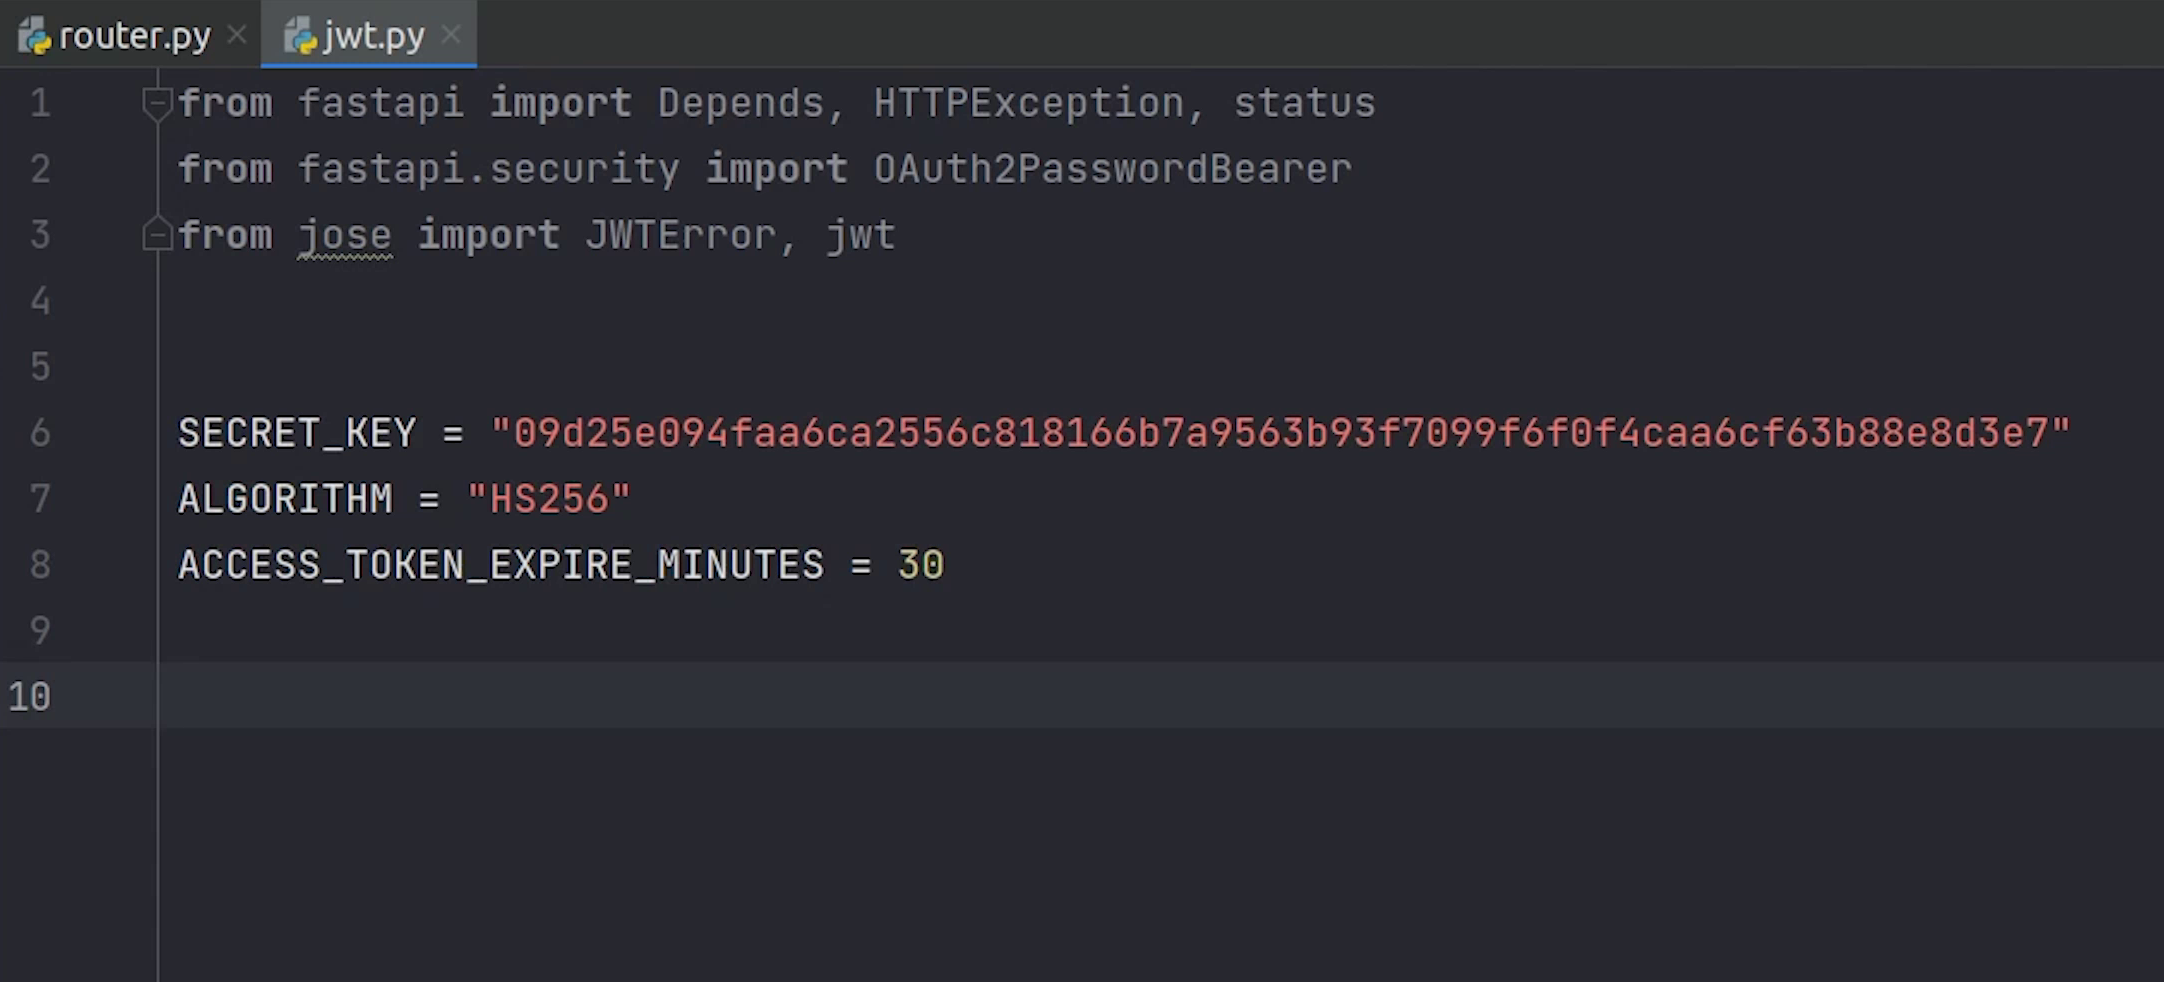 router.py jwt.py
1 from fastapi import Depends, HTTPException, status
2 from fastapi.security import OAuth2PasswordBearer
3 from jose import JWTError, jwt
4
5
6 SECRET_KEY = "09d25e094faa6ca2556c818166b7a9563b93f7099f6f0f4caa6cf63b88e8d3e7"
7 ALGORITHM = "HS256"
8 ACCESS_TOKEN_EXPIRE_MINUTES = 30
9
10